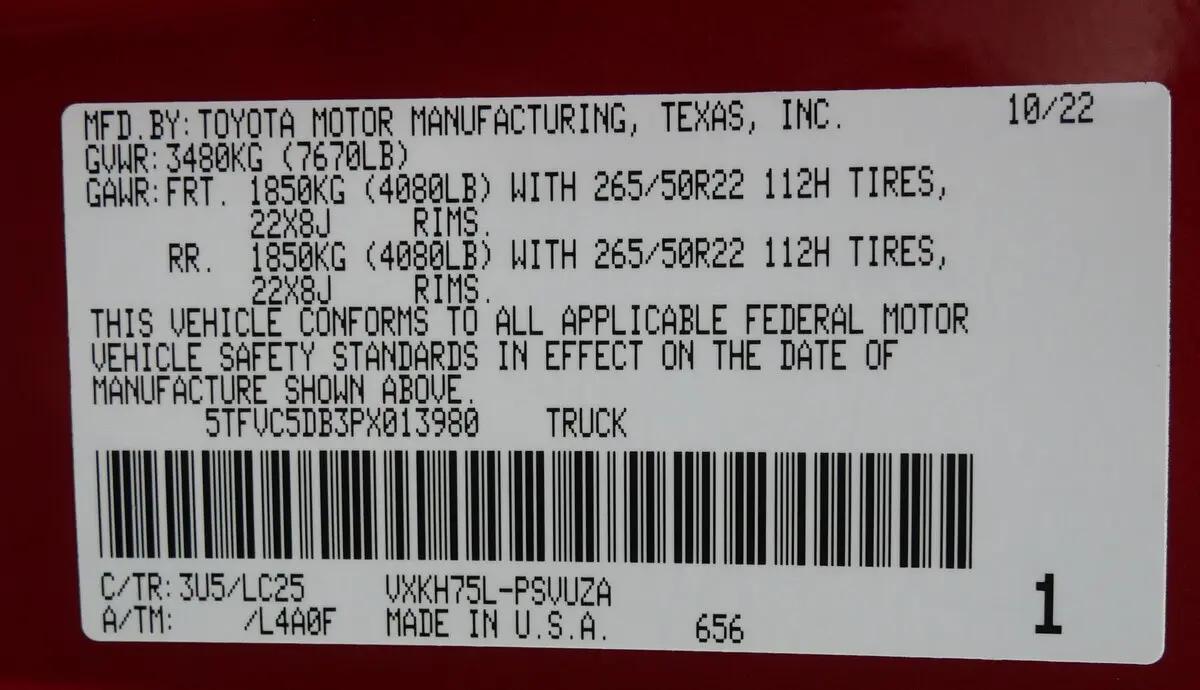 MFD.BY: TOYOTA MOTOR MANUFACTURING, TEXAS, INC. 10/22
GVWR: 3480KG (7670LB)
GAWR: FRT. 1850KG (4080LB) WITH 265/50R22 112H TIRES,
22X8J RIMS.
RR. 1850KG (4080LB) WITH 265/50R22 112H TIRES,
22X8J RIMS.
THIS VEHICLE CONFORMS TO ALL APPLICABLE FEDERAL MOTOR
VEHICLE SAFETY STANDARDS IN EFFECT ON THE DATE OF
MANUFACTURE SHOWN ABOVE.
5TFVC5DB3PX013980 TRUCK
C/TR: 3U5/LC25 VXKH75L-PSVUZA
A/TM: /L4A0F MADE IN U.S.A. 656 1